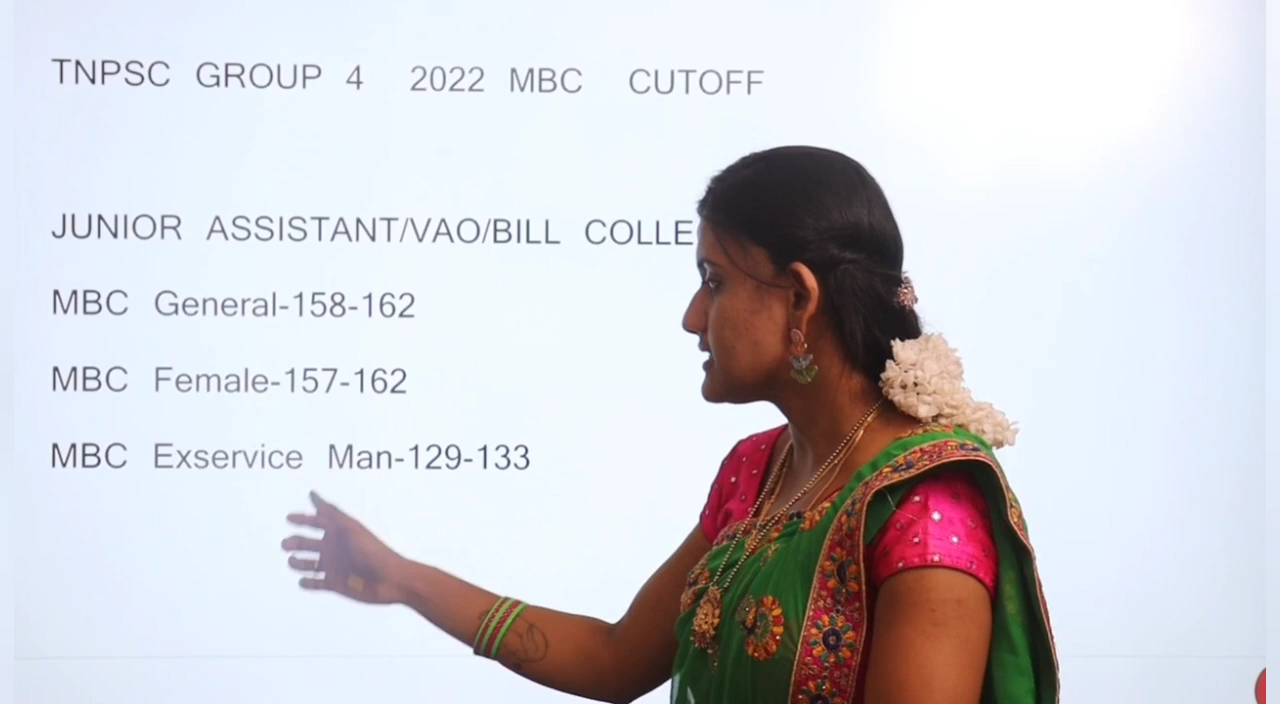 TNPSC GROUP 4 2022 MBC CUTOFF
JUNIOR ASSISTANT/VAO/BILL COLLE
MBC General-158-162
MBC Female-157-162
MBC Exservice Man-129-133